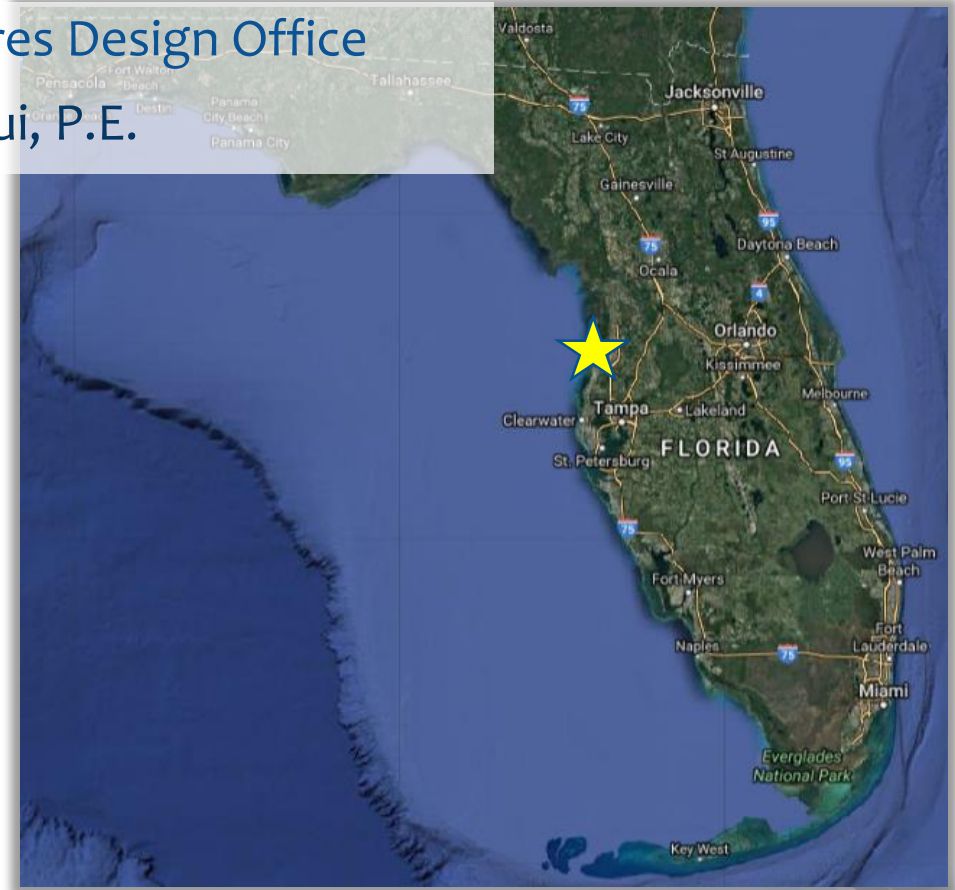 res Design Office
ui, P.E.
Valdosta
Fort Walton
Beach
Pensacola
Tallahassee
Orange Beach
Destin
Panama
City Beach
Panama City
75
Jacksonville
Lake City
St Augustine
Gainesville
95
75
Daytona Beach
Ocala
4
Orlando
Kissimmee
Melbourne
Clearwater
Tampa
Lakeland
St. Petersburg
FLORIDA
95
Port St Lucie
75
West Palm
Beach
Fort Myers
Fort
Lauderdale
Naples
75
Miami
Everglades
National Park
Key West